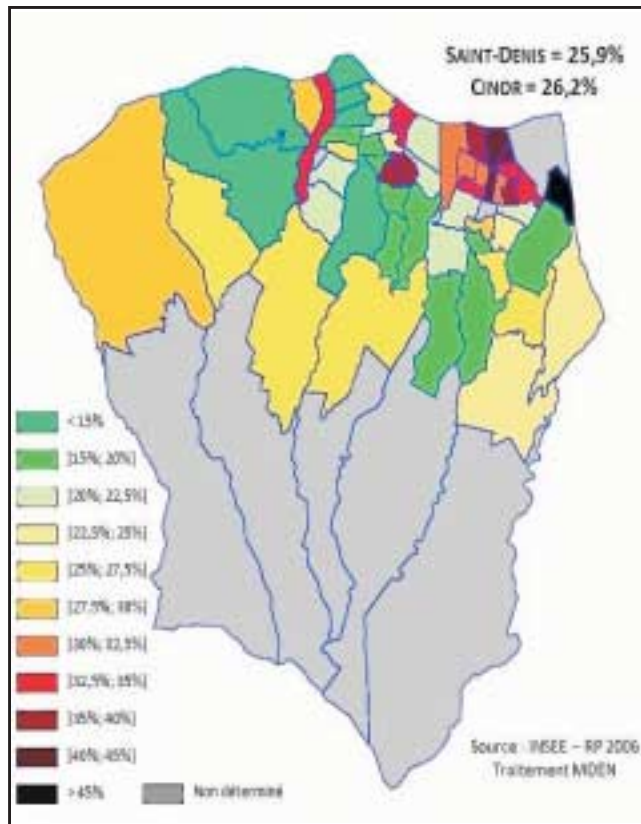 SAINT-DENIS = 25,9%
CINOR = 26,2%
<15%
]15%; 20%]
]20%; 22,5%]
]22,5%; 25%]
]25%; 27,5%]
]27,5%; 30%]
]30%; 32,5%]
]32,5%; 35%]
]35%; 40%]
]40%; 45%]
>45%
Non déterminé
Source : INSEE – RP 2006
Traitement MDEN